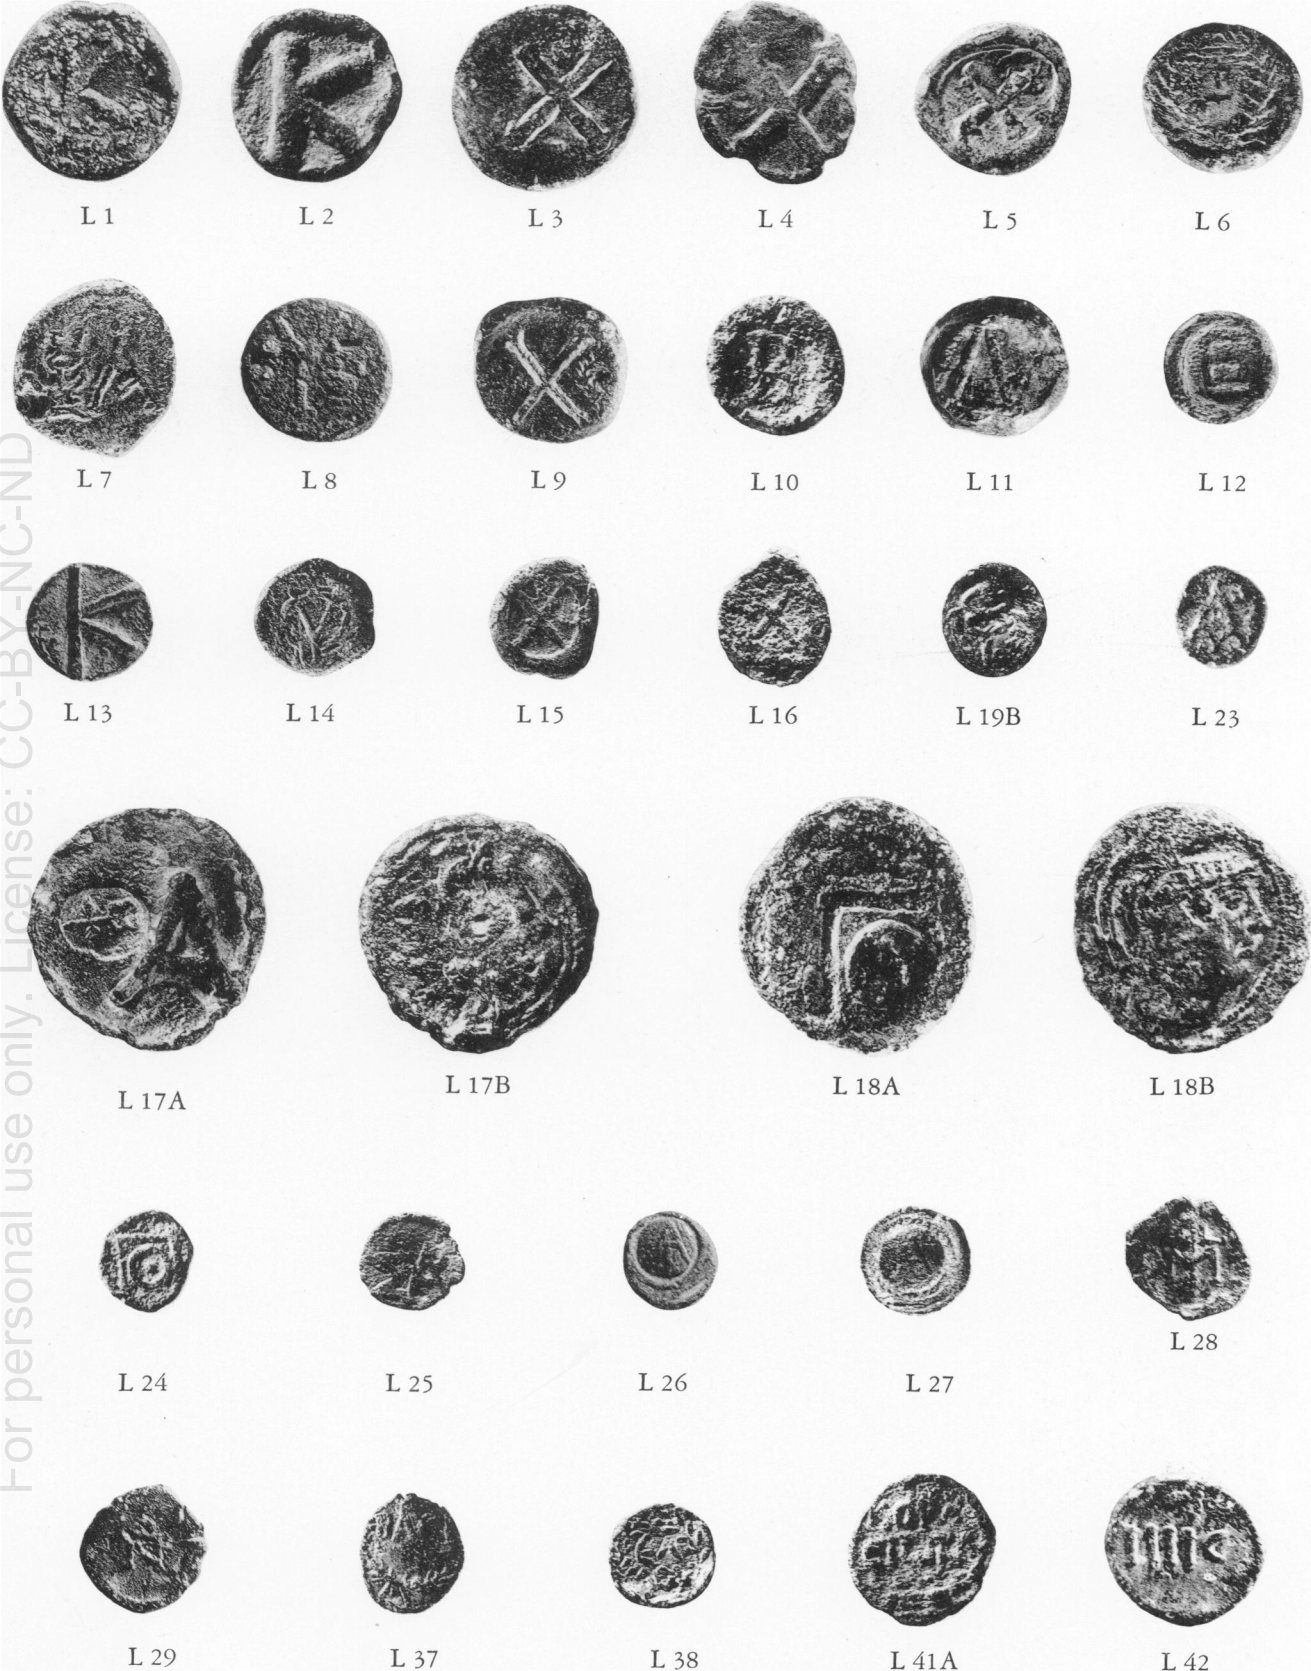 L 1 L 2 L 3 L 4 L 5 L 6
L 7 L 8 L 9 L 10 L 11 L 12
L 13 L 14 L 15 L 16 L 19B L 23
L 17A L 17B L 18A L 18B
L 24 L 25 L 26 L 27 L 28
L 29 L 37 L 38 L 41A L 42
For personal use only. License: CC-BY-NC-ND